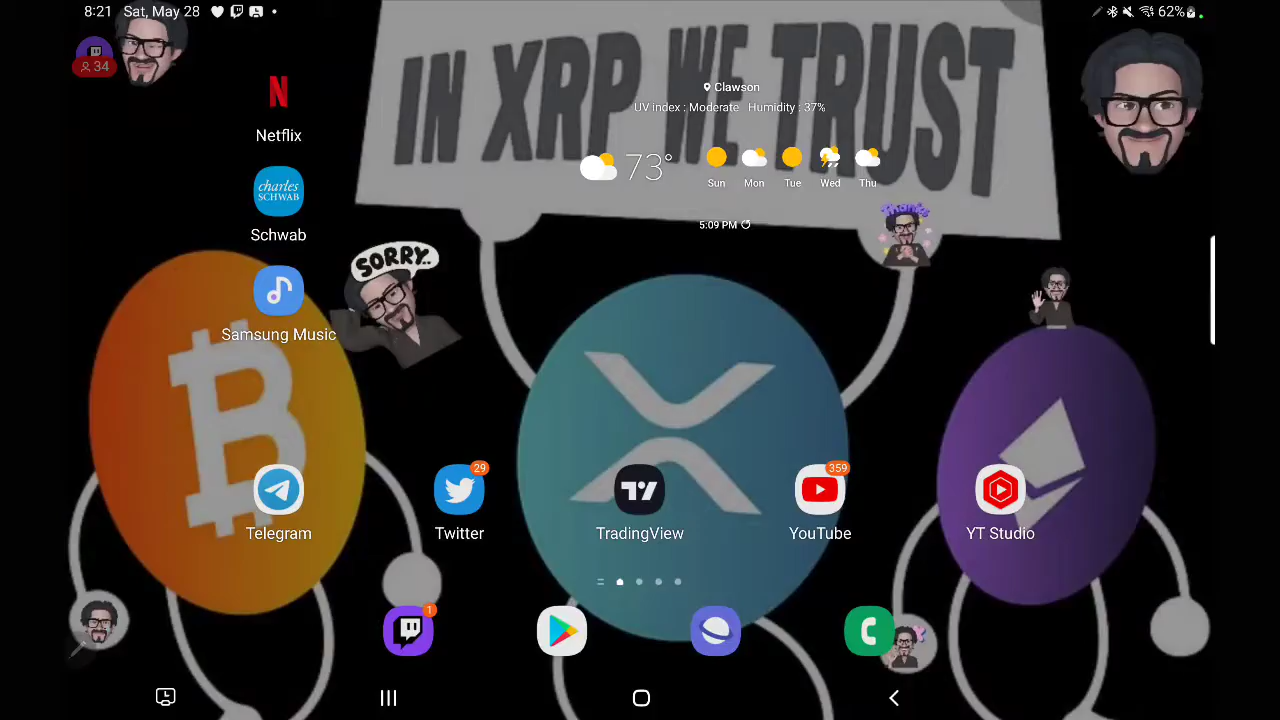 8:21 Sat, May 28
62%
34
IN XRP WE TRUST
Netflix
Clawson
UV index : Moderate Humidity : 37%
73°
Sun Mon Tue Wed Thu
5:09 PM
charles
SCHWAB
Schwab
Thanks
SORRY..
Samsung Music
29
359
Telegram
Twitter
TradingView
YouTube
YT Studio
1